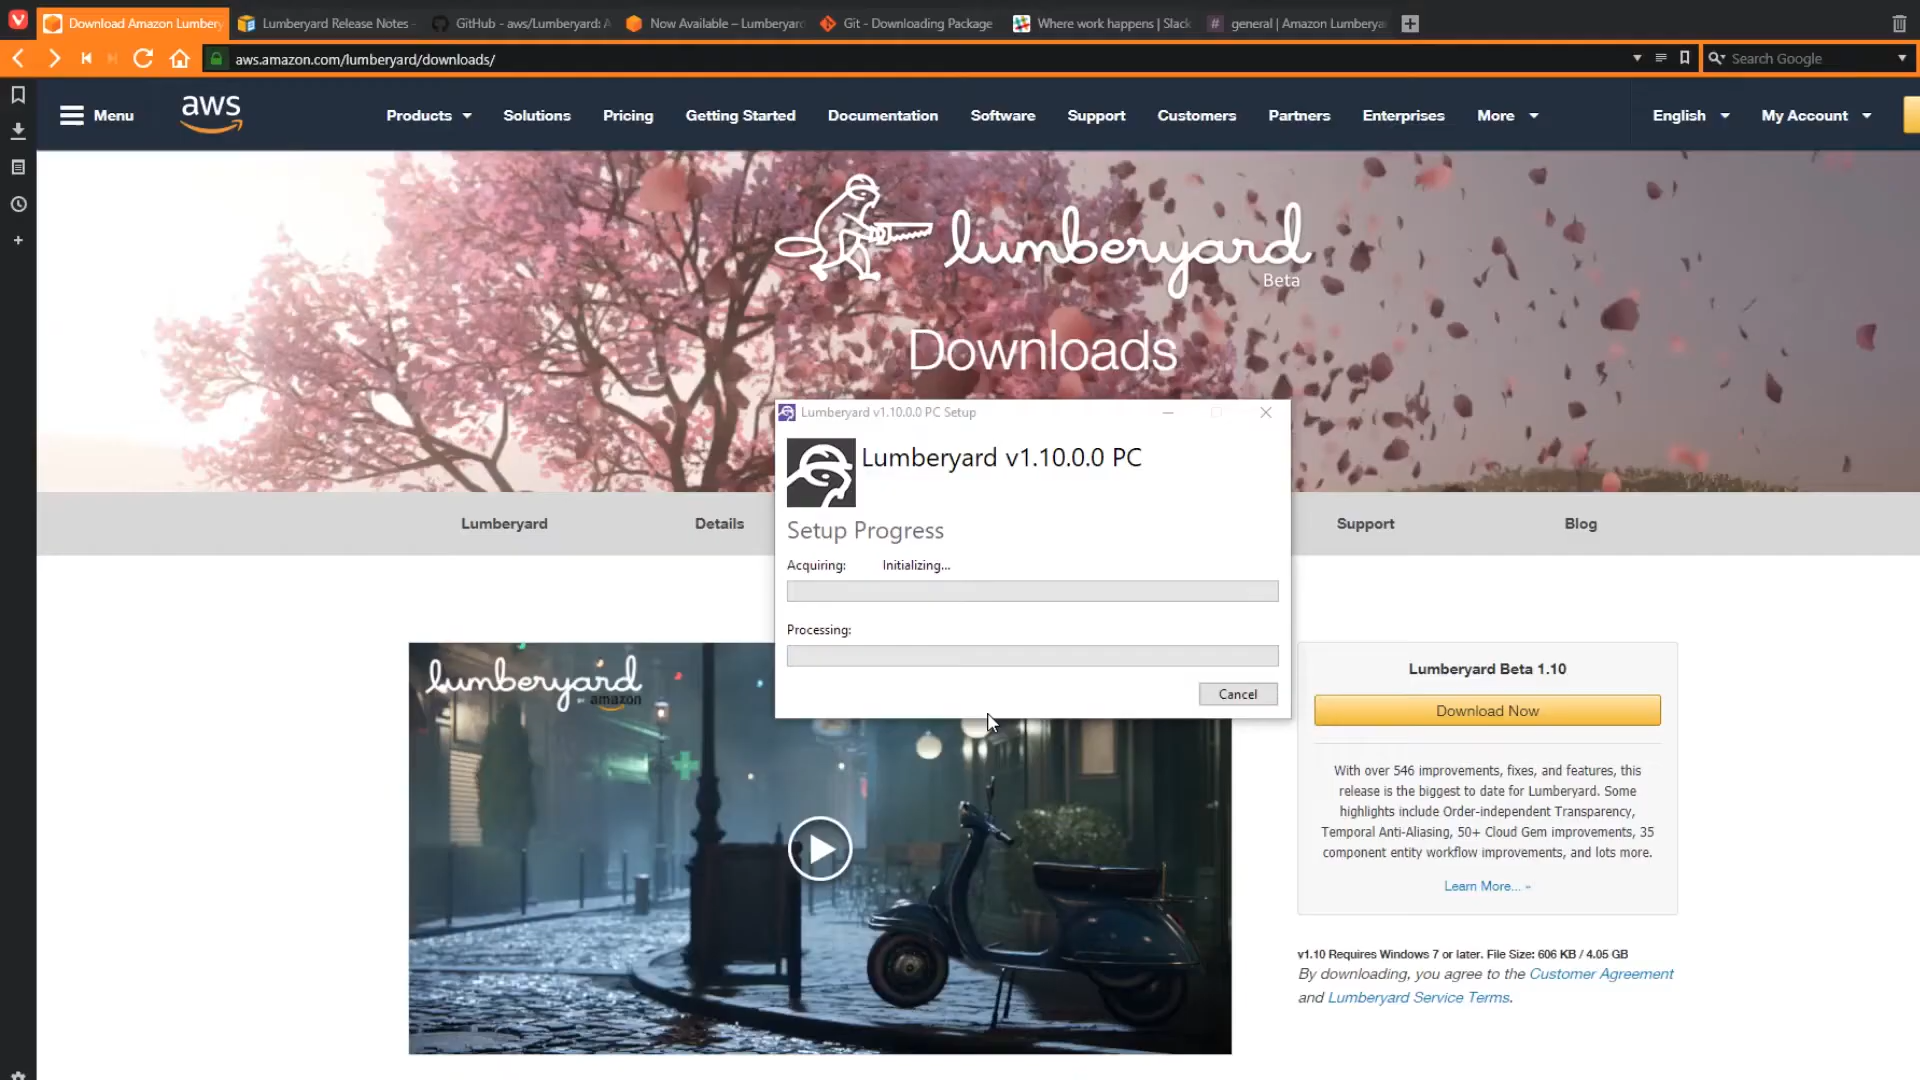 Download Amazon Lumbery
Lumberyard Release Notes
GitHub - aws/Lumberyard: A
Now Available – Lumberyard
Git - Downloading Package
Where work happens | Slack
# general | Amazon Lumberya
aws.amazon.com/lumberyard/downloads/
Search Google
Menu
aws
Products
Solutions
Pricing
Getting Started
Documentation
Software
Support
Customers
Partners
Enterprises
More
English
My Account
lumberyard
Beta
Downloads
Lumberyard v1.10.0.0 PC Setup
Lumberyard v1.10.0.0 PC
Setup Progress
Acquiring: Initializing...
Processing:
Cancel
Lumberyard
Details
Support
Blog
lumberyard
BY amazon
Lumberyard Beta 1.10
Download Now
With over 546 improvements, fixes, and features, this
release is the biggest to date for Lumberyard. Some
highlights include Order-independent Transparency,
Temporal Anti-Aliasing, 50+ Cloud Gem improvements, 35
component entity workflow improvements, and lots more.
Learn More... »
v1.10 Requires Windows 7 or later. File Size: 606 KB / 4.05 GB
By downloading, you agree to the Customer Agreement
and Lumberyard Service Terms.